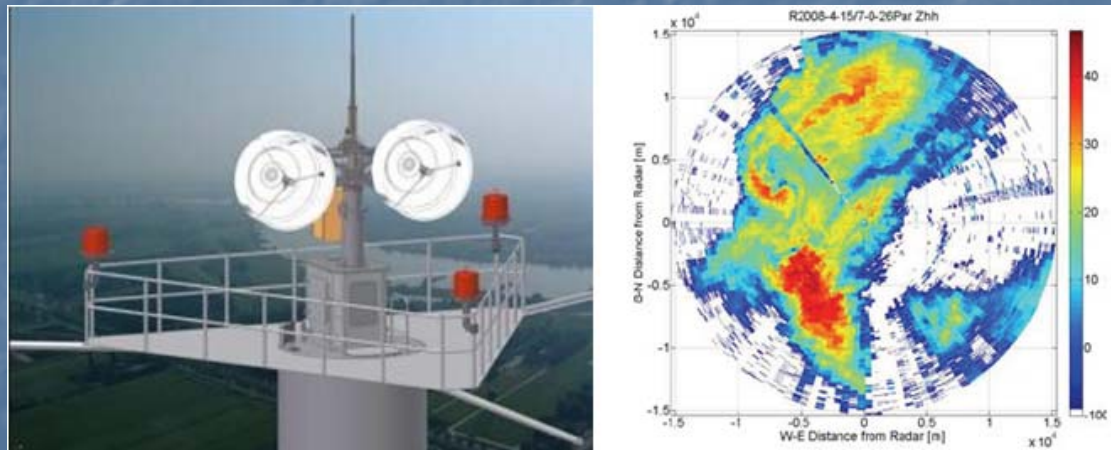 R2008-4-15/7-0-26Par Zhh
x 10⁴
1.5
1
0.5
0
-0.5
-1
-1.5
S-N Distance from Radar [m]
-1.5 -1 -0.5 0 0.5 1 1.5
W-E Distance from Radar [m]
x 10⁴
40
30
20
10
0
-100